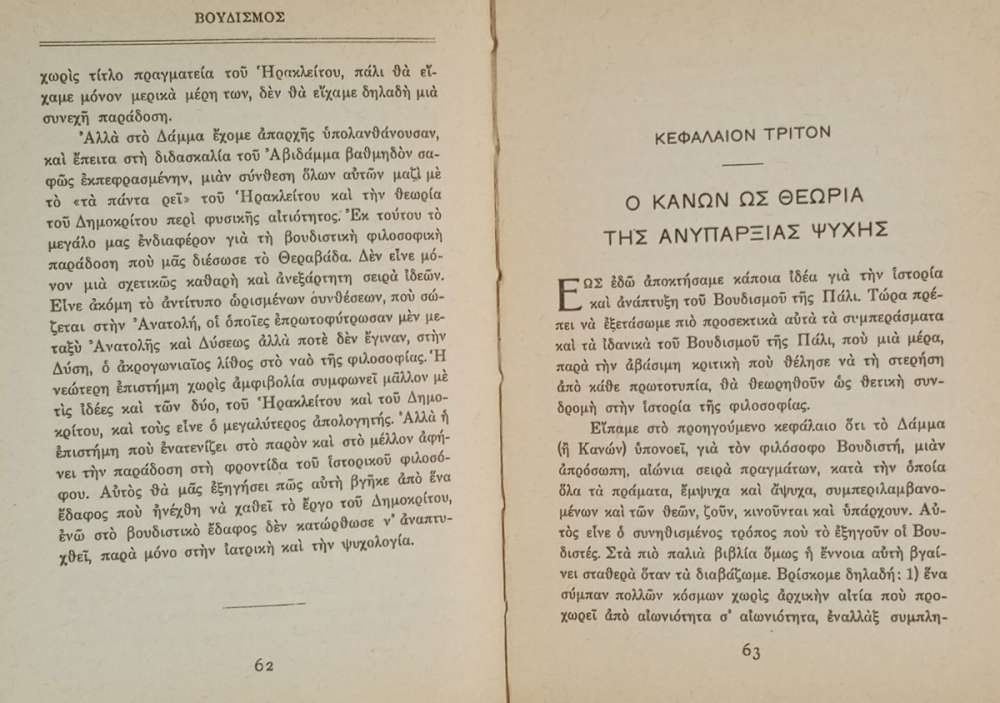 ΒΟΥΔΙΣΜΟΣ
χωρὶς τίτλο πραγματεία τοῦ Ἡρακλείτου, πάλι θὰ εἴ-
χαμε μόνον μερικὰ μέρη των, δὲν θὰ εἴχαμε δηλαδὴ μιὰ
συνεχῆ παράδοση.
Ἀλλὰ στὸ Δάμμα ἔχομε ἀπαρχῆς ὑπολανθάνουσαν,
καὶ ἔπειτα στὴ διδασκαλία τοῦ Ἀβιδάμμα βαθμηδὸν σα-
φῶς ἐκπεφρασμένην, μιὰν σύνθεση ὅλων αὐτῶν μαζὶ μὲ
τὸ «τὰ πάντα ρεῖ» τοῦ Ἡρακλείτου καὶ τὴν θεωρία
τοῦ Δημοκρίτου περὶ φυσικῆς αἰτιότητος. Ἐκ τούτου τὸ
μεγάλο μας ἐνδιαφέρον γιὰ τὴ βουδιστικὴ φιλοσοφικὴ
παράδοση ποὺ μᾶς διέσωσε τὸ Θεραβάδα. Δὲν εἶνε μό-
νον μιὰ σχετικῶς καθαρὴ καὶ ἀνεξάρτητη σειρὰ ἰδεῶν.
Εἶνε ἀκόμη τὸ ἀντίτυπο ὡρισμένων συνθέσεων, ποὺ σώ-
ζεται στὴν Ἀνατολή, οἱ ὁποῖες ἐπρωτοφύτρωσαν μὲν με-
ταξὺ Ἀνατολῆς καὶ Δύσεως ἀλλὰ ποτὲ δὲν ἔγιναν, στὴν
Δύση, ὁ ἀκρογωνιαῖος λίθος στὸ ναὸ τῆς φιλοσοφίας. Ἡ
νεώτερη ἐπιστήμη χωρὶς ἀμφιβολία συμφωνεῖ μᾶλλον μὲ
τὶς ἰδέες καὶ τῶν δύο, τοῦ Ἡρακλείτου καὶ τοῦ Δημο-
κρίτου, καὶ τοὺς εἶνε ὁ μεγαλύτερος ἀπολογητής. Ἀλλὰ ἡ
ἐπιστήμη ποὺ ἐνατενίζει στὸ παρὸν καὶ στὸ μέλλον ἀφή-
νει τὴν παράδοση στὴ φροντίδα τοῦ ἱστορικοῦ φιλοσό-
φου. Αὐτὸς θὰ μᾶς ἐξηγήσει πῶς αὐτὴ βγῆκε ἀπὸ ἕνα
ἔδαφος ποὺ ἠνέχθη νὰ χαθεῖ τὸ ἔργο τοῦ Δημοκρίτου,
ἐνῶ στὸ βουδιστικὸ ἔδαφος δὲν κατώρθωσε ν' ἀναπτυ-
χθεῖ, παρὰ μόνο στὴν ἰατρικὴ καὶ τὴν ψυχολογία.
62
ΚΕΦΑΛΑΙΟΝ ΤΡΙΤΟΝ
Ο ΚΑΝΩΝ ΩΣ ΘΕΩΡΙΑ
ΤΗΣ ΑΝΥΠΑΡΞΙΑΣ ΨΥΧΗΣ
ΕΩΣ ἐδῶ ἀποκτήσαμε κάποια ἰδέα γιὰ τὴν ἱστορία
καὶ ἀνάπτυξη τοῦ Βουδισμοῦ τῆς Πάλι. Τώρα πρέ-
πει νὰ ἐξετάσωμε πιὸ προσεκτικὰ αὐτὰ τὰ συμπεράσματα
καὶ τὰ ἰδανικὰ τοῦ Βουδισμοῦ τῆς Πάλι, ποὺ μιὰ μέρα,
παρὰ τὴν ἀβάσιμη κριτικὴ ποὺ θέλησε νὰ τὴ στερήση
ἀπὸ κάθε πρωτοτυπία, θὰ θεωρηθοῦν ὡς θετικὴ συν-
δρομὴ στὴν ἱστορία τῆς φιλοσοφίας.
Εἴπαμε στὸ προηγούμενο κεφάλαιο ὅτι τὸ Δάμμα
(ἢ Κανών) ὑπονοεῖ, γιὰ τὸν φιλόσοφο Βουδιστή, μιὰν
ἀπρόσωπη, αἰώνια σειρὰ πραγμάτων, κατὰ τὴν ὁποία
ὅλα τὰ πράματα, ἔμψυχα καὶ ἄψυχα, συμπεριλαμβανο-
μένων καὶ τῶν θεῶν, ζοῦν, κινοῦνται καὶ ὑπάρχουν. Αὐ-
τὸς εἶνε ὁ συνηθισμένος τρόπος ποὺ τὸ ἐξηγοῦν οἱ Βου-
διστές. Στὰ πιὸ παλιὰ βιβλία ὅμως ἡ ἔννοια αὐτὴ βγαί-
νει σταθερὰ ὅταν τὰ διαβάζωμε. Βρίσκομε δηλαδή: 1) ἕνα
σύμπαν πολλῶν κόσμων χωρὶς ἀρχικὴν αἰτία ποὺ προ-
χωρεῖ ἀπὸ αἰωνιότητα σ' αἰωνιότητα, ἐναλλὰξ συμπλη-
63